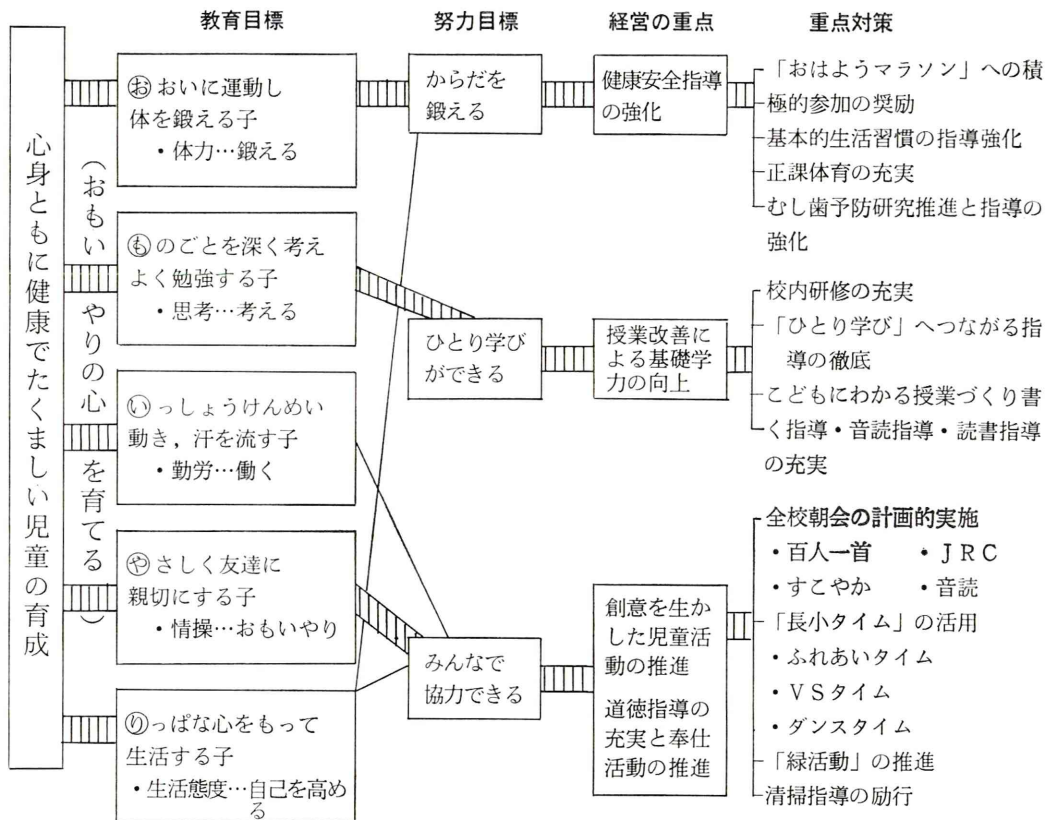 教育目標
努力目標
経営の重点
重点対策
心身ともに健康でたくましい児童の育成
（おもいやりの心を育てる）
㋔おいに運動し
体を鍛える子
・体力…鍛える
からだを
鍛える
健康安全指導
の強化
「おはようマラソン」への積
極的参加の奨励
基本的生活習慣の指導強化
正課体育の充実
むし歯予防研究推進と指導の
強化
ものごとを深く考え
よく勉強する子
・思考…考える
ひとり学び
ができる
授業改善に
よる基礎学
力の向上
校内研修の充実
「ひとり学び」へつながる指
導の徹底
こどもにわかる授業づくり書
く指導・音読指導・読書指導
の充実
いっしょうけんめい
動き，汗を流す子
・勤労…働く
やさしく友達に
親切にする子
・情操…おもいやり
りっぱな心をもって
生活する子
・生活態度…自己を高め
る
みんなで
協力できる
創意を生か
した児童活
動の推進
道徳指導の
充実と奉仕
活動の推進
全校朝会の計画的実施
・百人一首 ・ＪＲＣ
・すこやか ・音読
「長小タイム」の活用
・ふれあいタイム
・ＶＳタイム
・ダンスタイム
「緑活動」の推進
清掃指導の励行